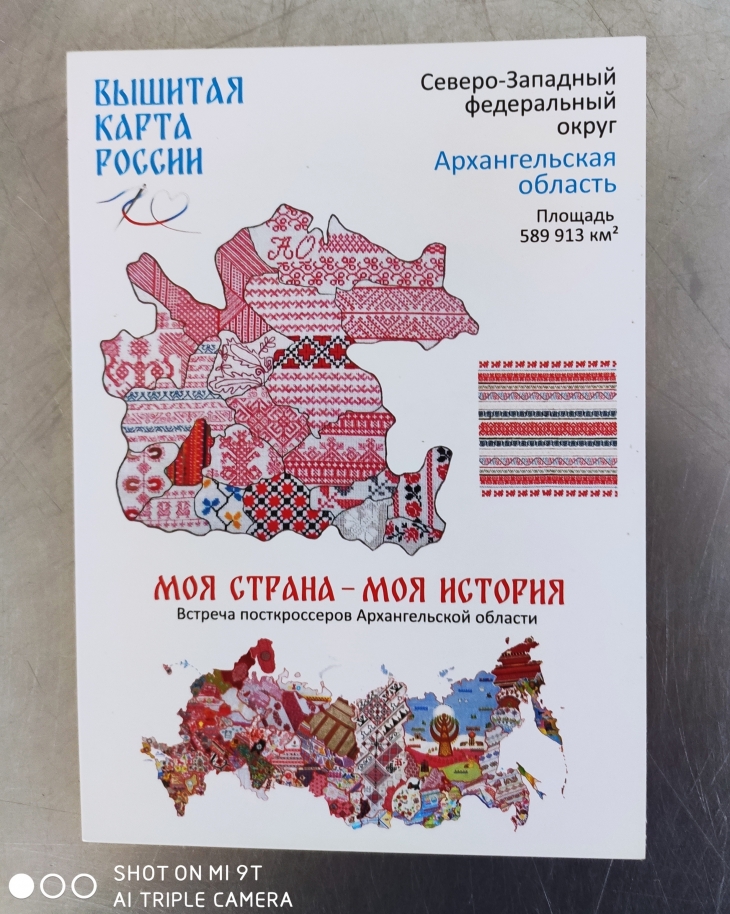 ВЫШИТАЯ
КАРТА
РОССИИ
Северо-Западный
федеральный
округ
Архангельская
область
Площадь
589 913 км²
АО
МОЯ СТРАНА – МОЯ ИСТОРИЯ
Встреча посткроссеров Архангельской области
SHOT ON MI 9T
AI TRIPLE CAMERA